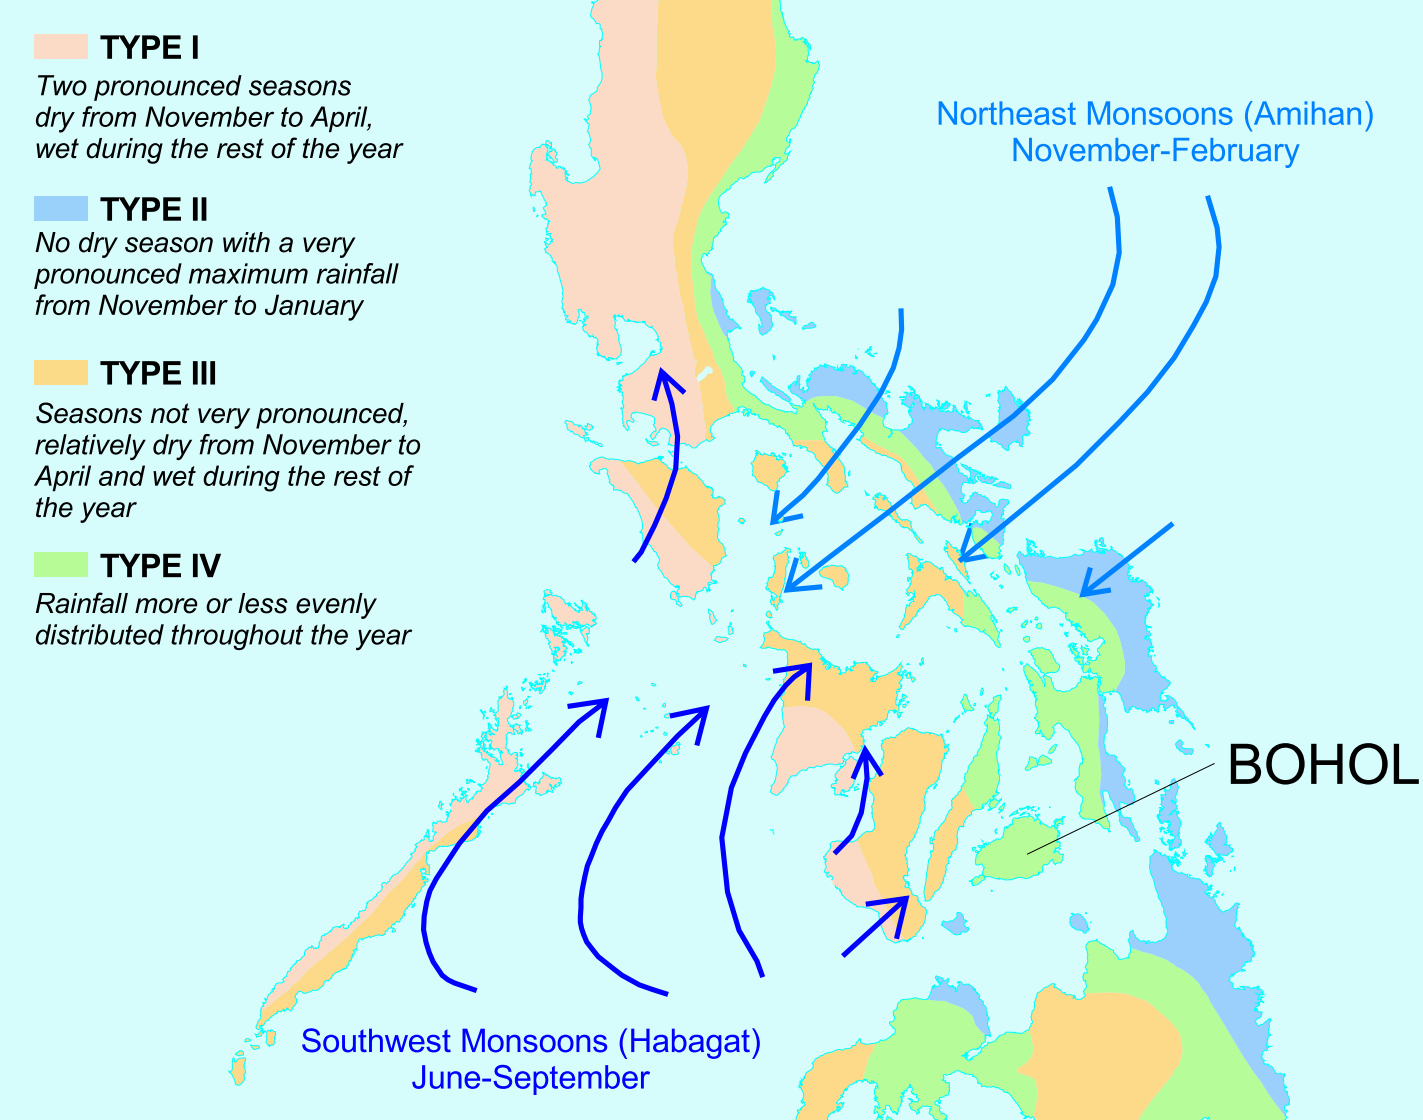 TYPE I
Two pronounced seasons
dry from November to April,
wet during the rest of the year
TYPE II
No dry season with a very
pronounced maximum rainfall
from November to January
TYPE III
Seasons not very pronounced,
relatively dry from November to
April and wet during the rest of
the year
TYPE IV
Rainfall more or less evenly
distributed throughout the year
Northeast Monsoons (Amihan)
November-February
BOHOL
Southwest Monsoons (Habagat)
June-September